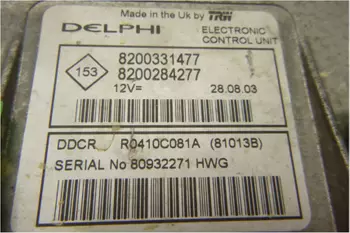 Made in the Uk by TRW
DELPHI
ELECTRONIC
CONTROL UNIT
153
8200331477
8200284277
12V=
28.08.03
DDCR R0410C081A (81013B)
SERIAL No 80932271 HWG